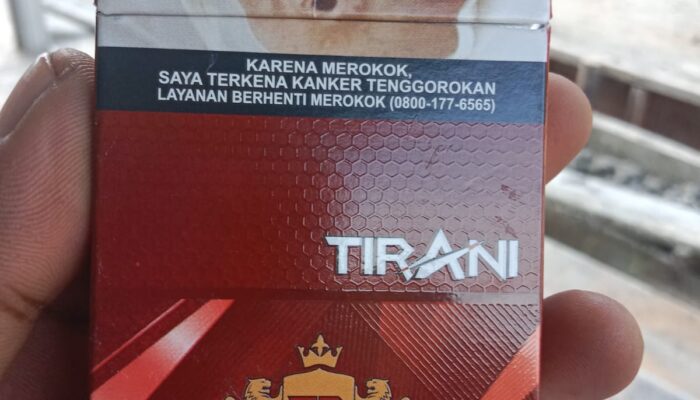 KARENA MEROKOK,
SAYA TERKENA KANKER TENGGOROKAN
LAYANAN BERHENTI MEROKOK (0800-177-6565)
TIRANI